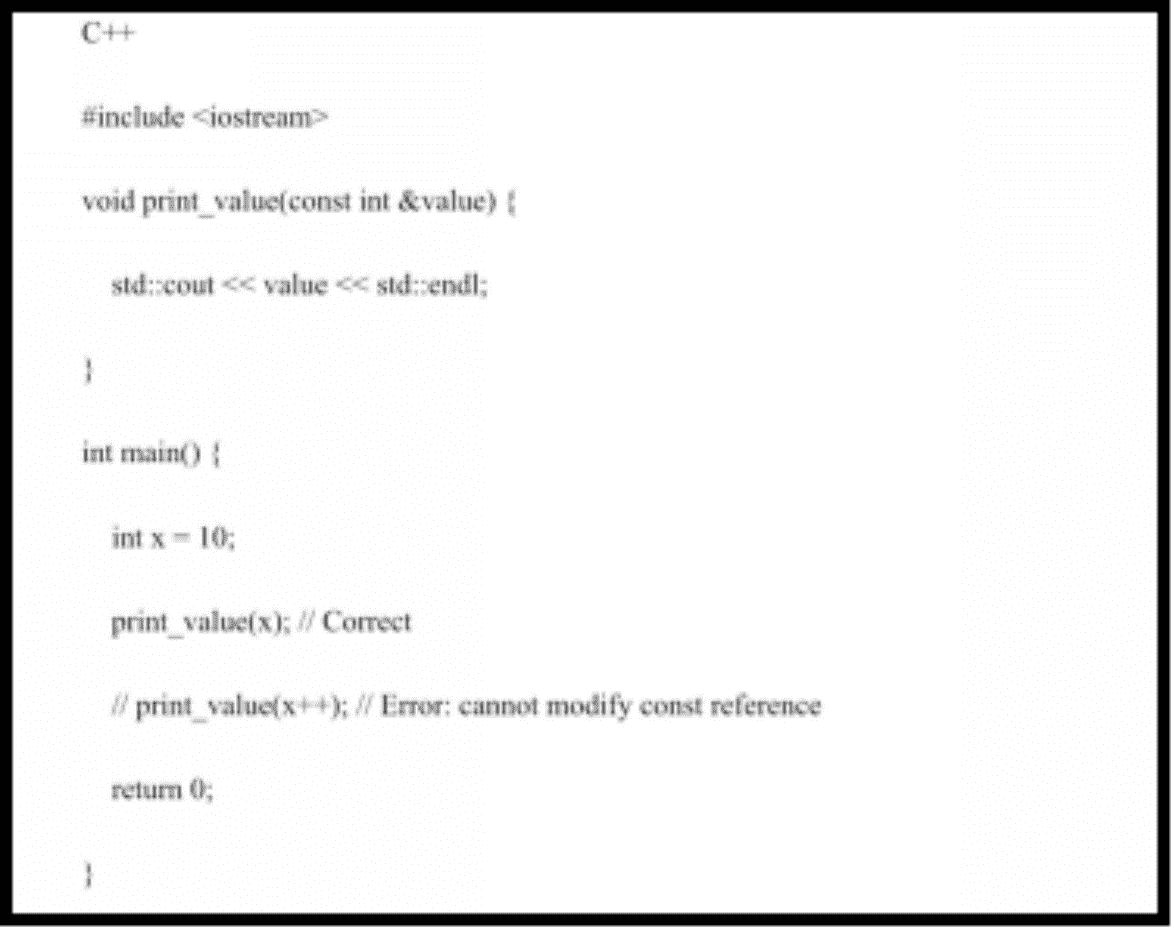 C++
#include <iostream>
void print_value(const int &value) {
std::cout << value << std::endl;
}
int main() {
int x = 10;
print_value(x); // Correct
// print_value(x++); // Error: cannot modify const reference
return 0;
}